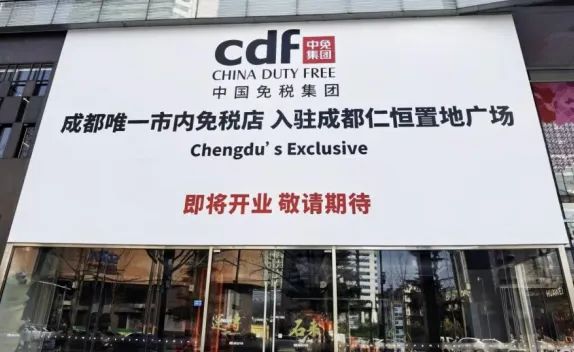 cdf 中免集团
CHINA DUTY FREE
中国免税集团
成都唯一市内免税店 入驻成都仁恒置地广场
Chengdu's Exclusive
即将开业 敬请期待